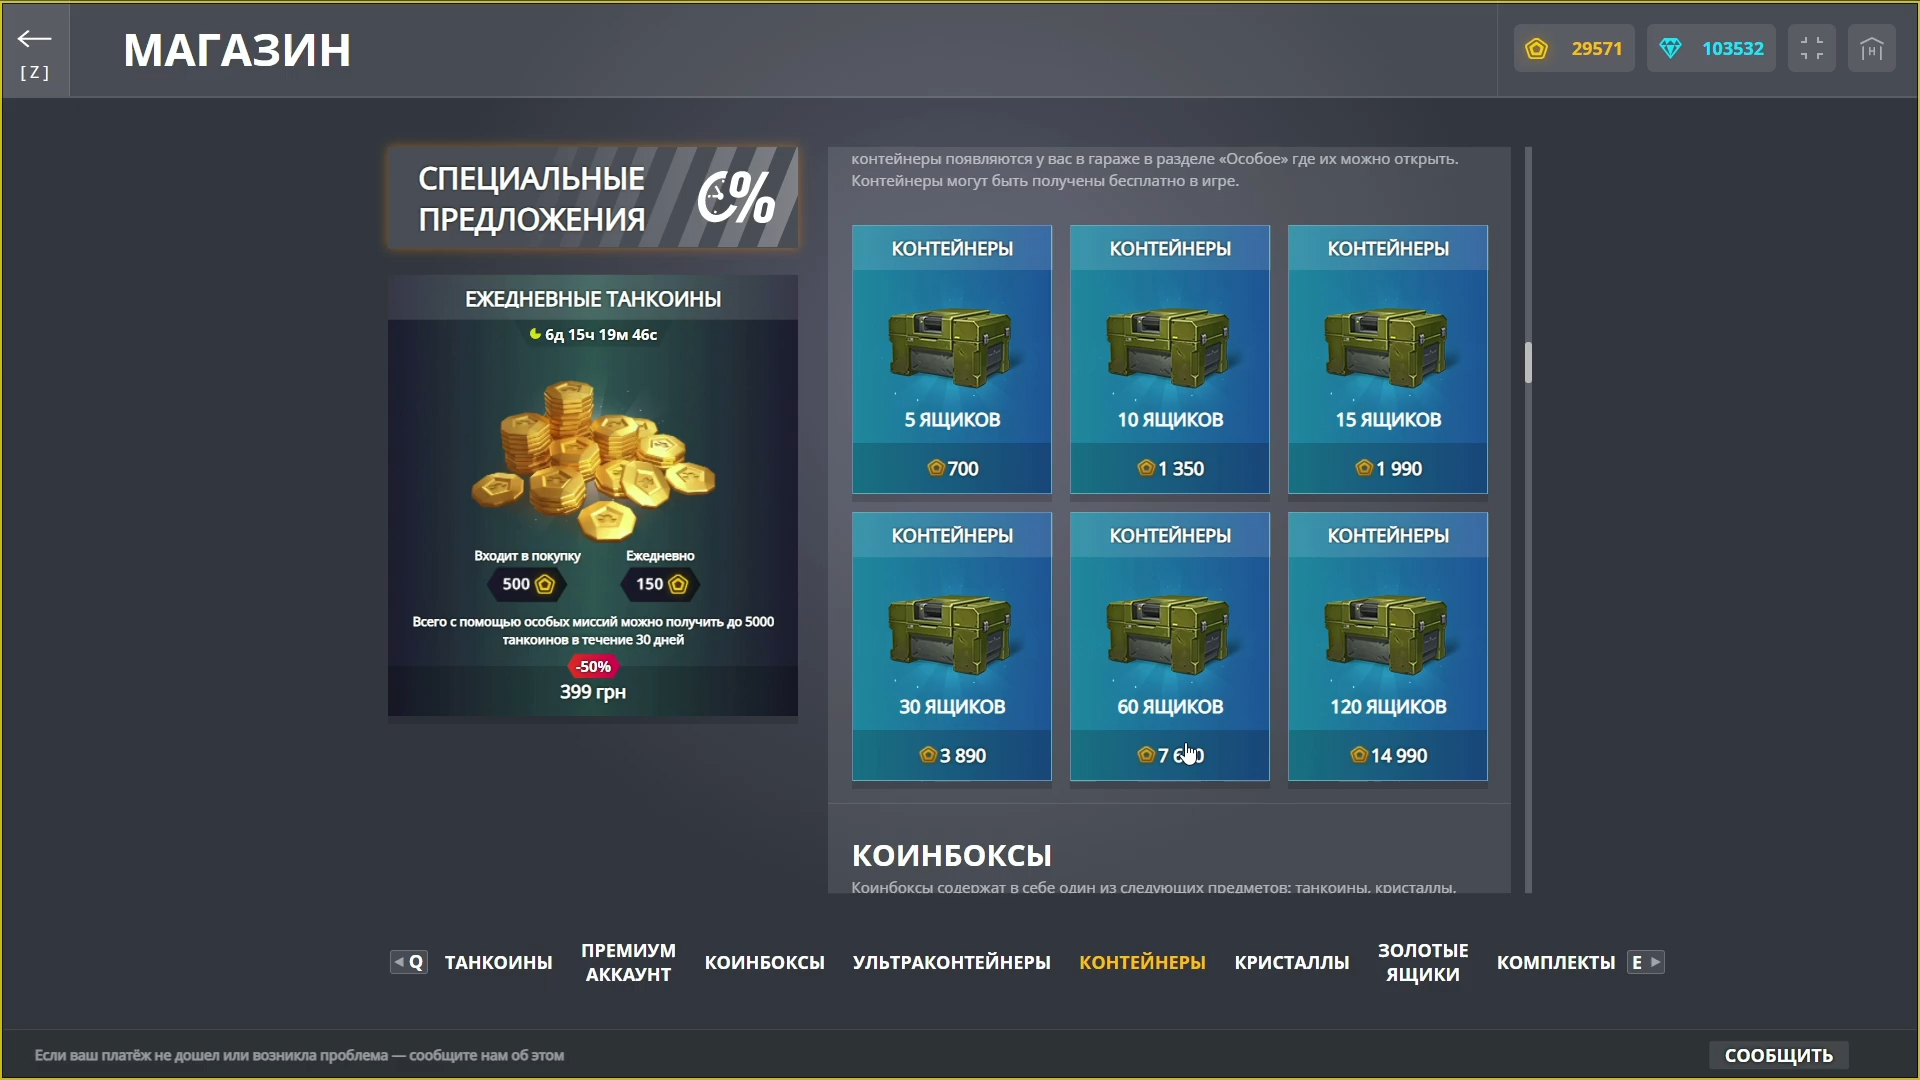 МАГАЗИН
[Z]
29571
103532
СПЕЦИАЛЬНЫЕ
ПРЕДЛОЖЕНИЯ
%
ЕЖЕДНЕВНЫЕ ТАНКОИНЫ
6д 15ч 19м 46с
Входит в покупку
Ежедневно
500
150
Всего с помощью особых миссий можно получить до 5000
танкоинов в течение 30 дней
-50%
399 грн
контейнеры появляются у вас в гараже в разделе «Особое» где их можно открыть.
Контейнеры могут быть получены бесплатно в игре.
КОНТЕЙНЕРЫ
5 ЯЩИКОВ
700
КОНТЕЙНЕРЫ
10 ЯЩИКОВ
1 350
КОНТЕЙНЕРЫ
15 ЯЩИКОВ
1 990
КОНТЕЙНЕРЫ
30 ЯЩИКОВ
3 890
КОНТЕЙНЕРЫ
60 ЯЩИКОВ
КОНТЕЙНЕРЫ
120 ЯЩИКОВ
14 990
КОИНБОКСЫ
Коинбоксы содержат в себе один из следующих предметов: танкоины, кристаллы,
Q
ТАНКОИНЫ
ПРЕМИУМ
АККАУНТ
КОИНБОКСЫ
УЛЬТРАКОНТЕЙНЕРЫ
КОНТЕЙНЕРЫ
КРИСТАЛЛЫ
ЗОЛОТЫЕ
ЯЩИКИ
КОМПЛЕКТЫ
E
Если ваш платёж не дошел или возникла проблема — сообщите нам об этом
СООБЩИТЬ